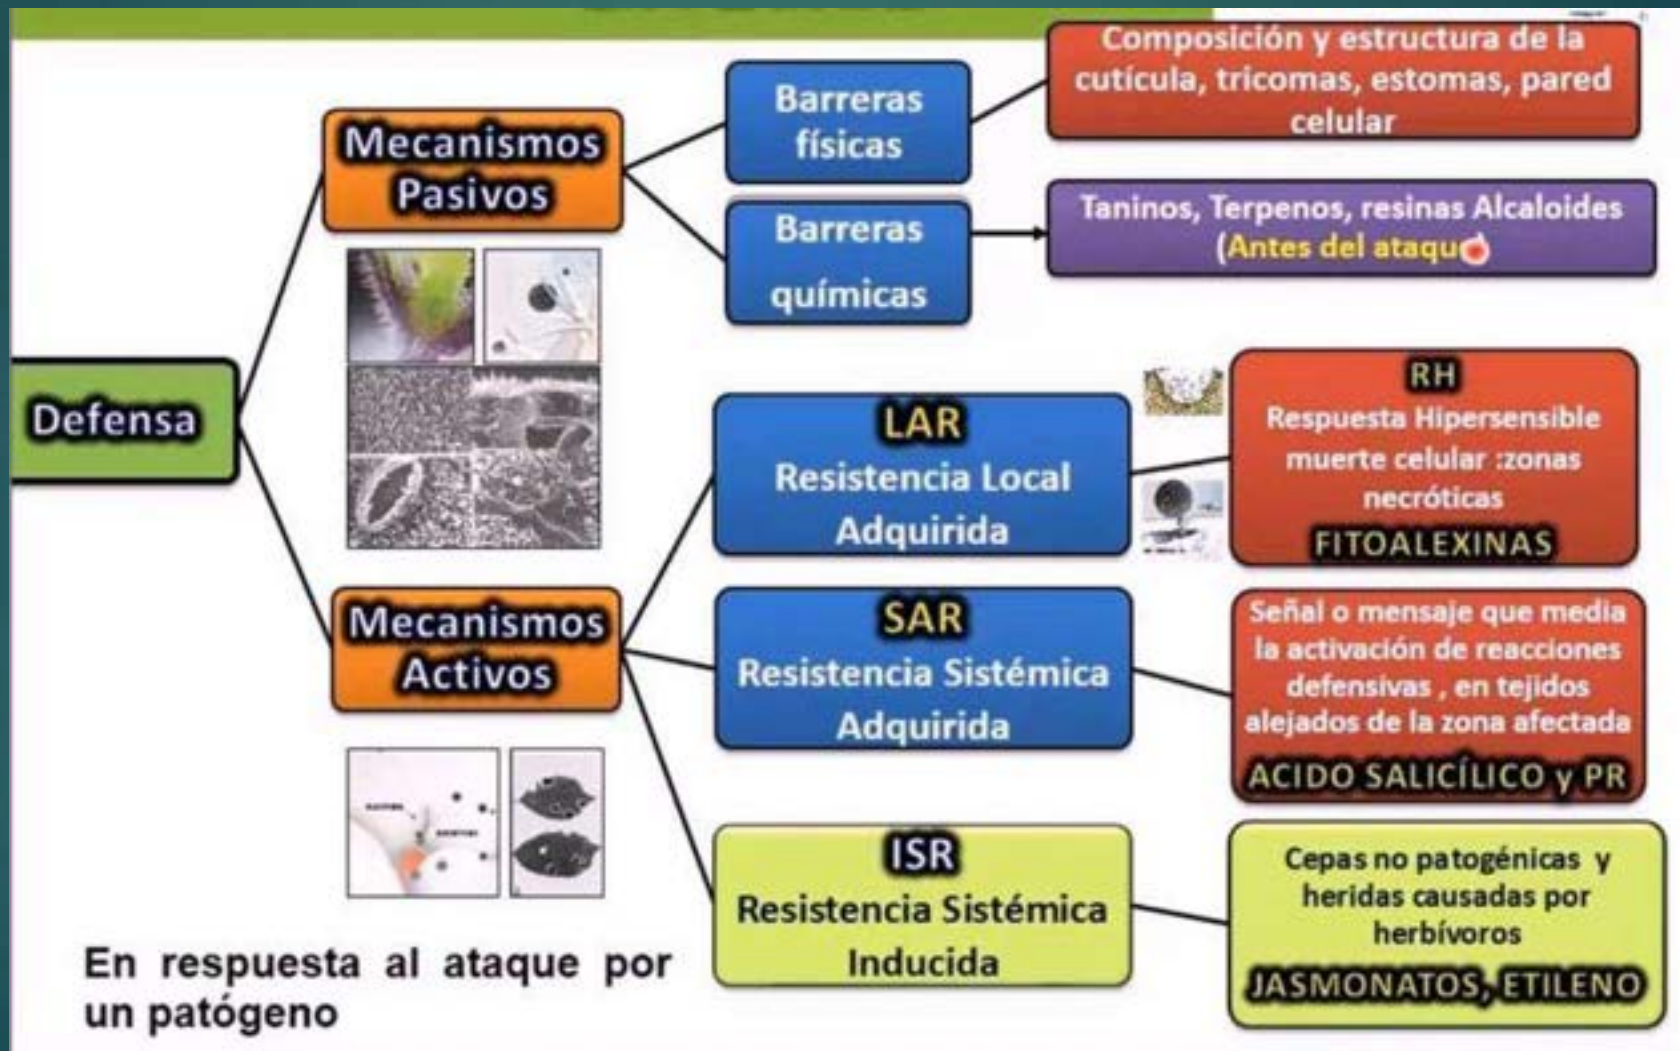 Composición y estructura de la
cutícula, tricomas, estomas, pared
celular
Barreras
físicas
Mecanismos
Pasivos
Barreras
químicas
Taninos, Terpenos, resinas Alcaloides
(Antes del ataque)
Defensa
LAR
Resistencia Local
Adquirida
RH
Respuesta Hipersensible
muerte celular :zonas
necróticas
FITOALEXINAS
Mecanismos
Activos
SAR
Resistencia Sistémica
Adquirida
Señal o mensaje que media
la activación de reacciones
defensivas , en tejidos
alejados de la zona afectada
ACIDO SALICÍLICO y PR
ISR
Resistencia Sistémica
Inducida
Cepas no patogénicas y
heridas causadas por
herbívoros
JASMONATOS, ETILENO
En respuesta al ataque por
un patógeno